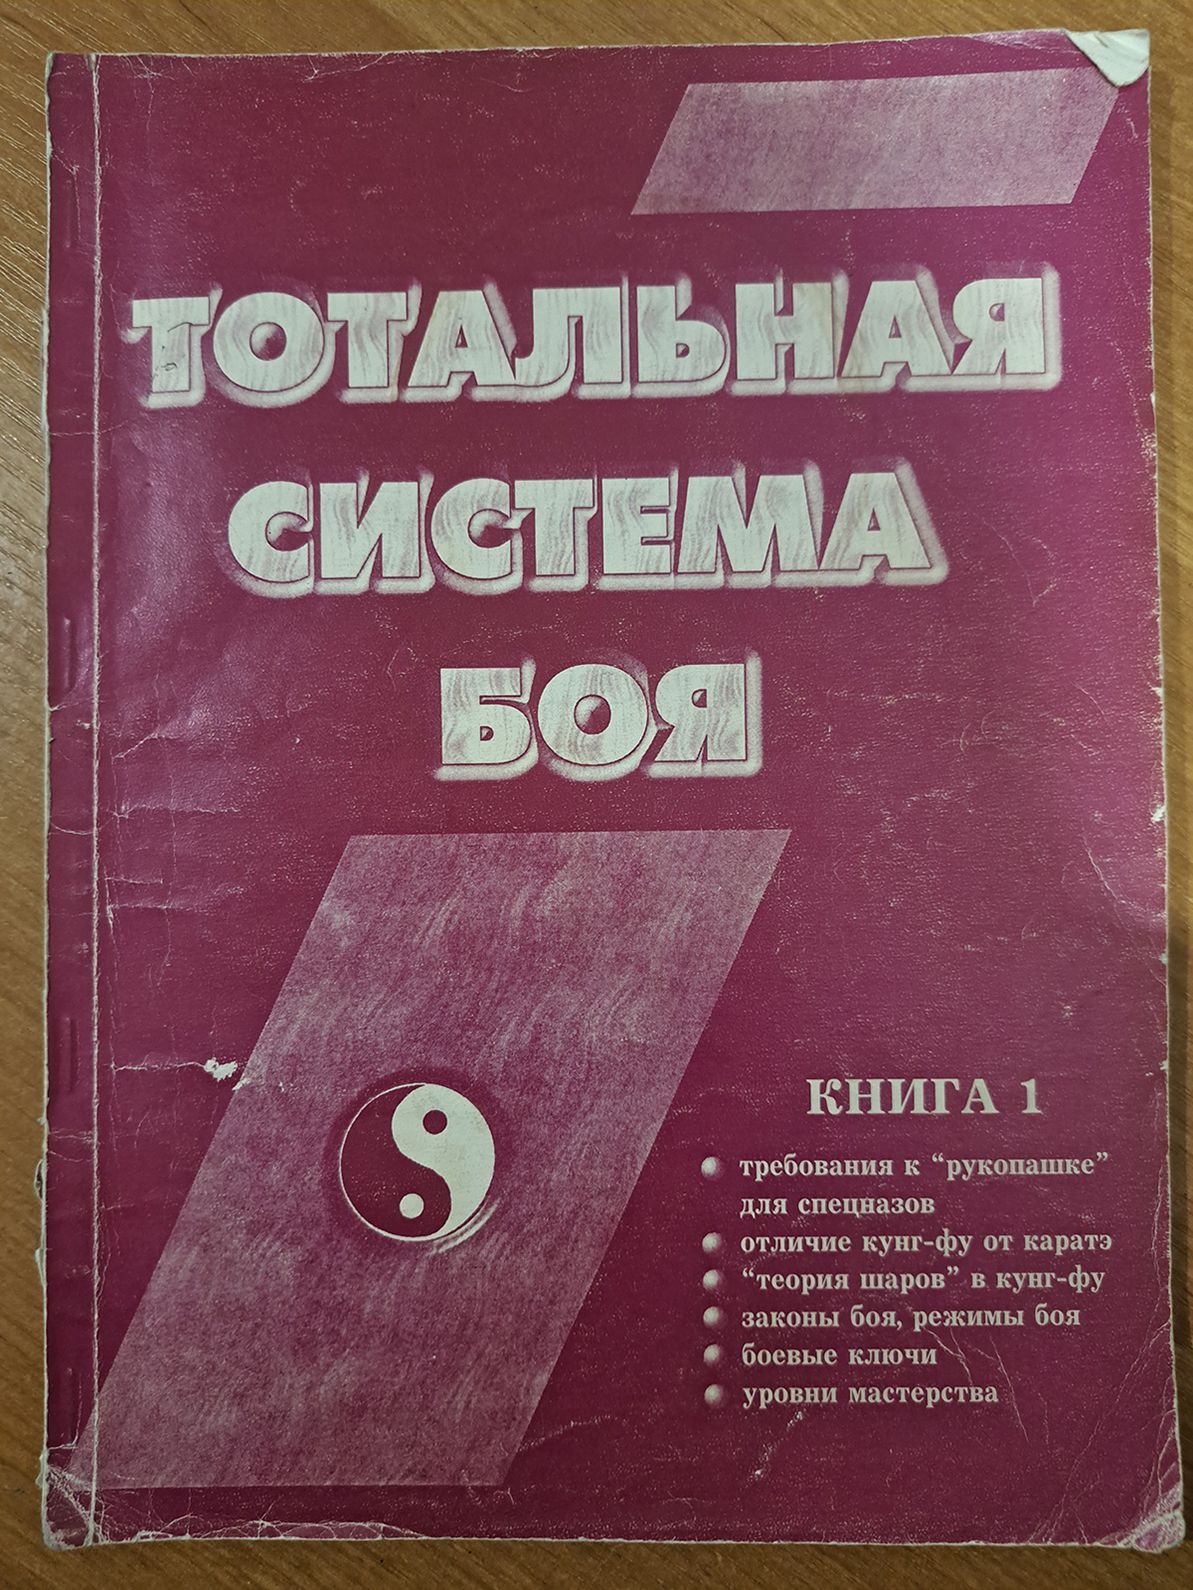 ТОТАЛЬНАЯ
СИСТЕМА
БОЯ
КНИГА 1
требования к “рукопашке”
для спецназов
отличие кунг-фу от каратэ
“теория шаров” в кунг-фу
законы боя, режимы боя
боевые ключи
уровни мастерства